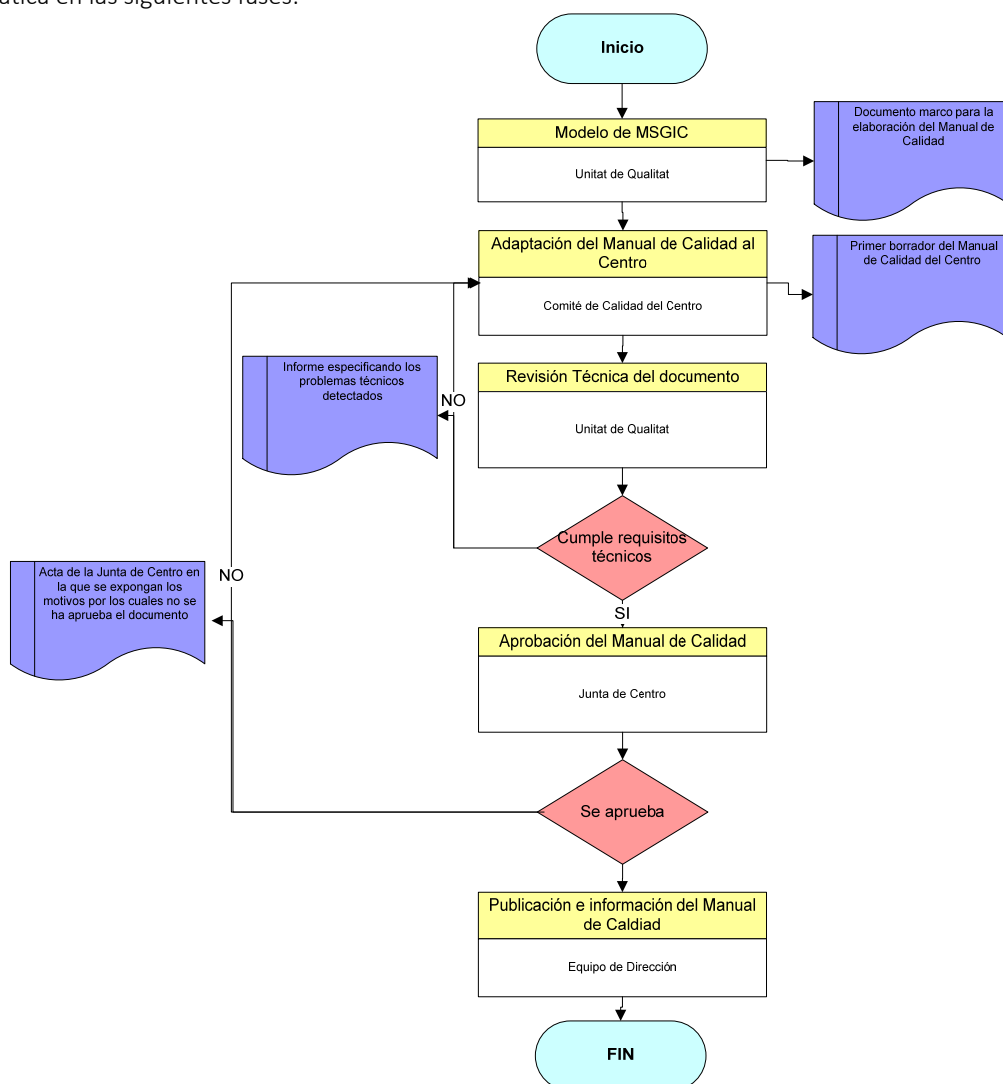 ática en las siguientes fases:
Inicio
Modelo de MSGIC
Unitat de Qualitat
Documento marco para la
elaboración del Manual de
Calidad
Adaptación del Manual de Calidad al
Centro
Comité de Calidad del Centro
Primer borrador del Manual
de Calidad del Centro
Revisión Técnica del documento
Unitat de Qualitat
Informe especificando los
problemas técnicos
detectados
NO
Cumple requisitos
técnicos
SI
Acta de la Junta de Centro en
la que se expongan los
motivos por los cuales no se
ha aprueba el documento
NO
Aprobación del Manual de Calidad
Junta de Centro
Se aprueba
Publicación e información del Manual
de Caldiad
Equipo de Dirección
FIN